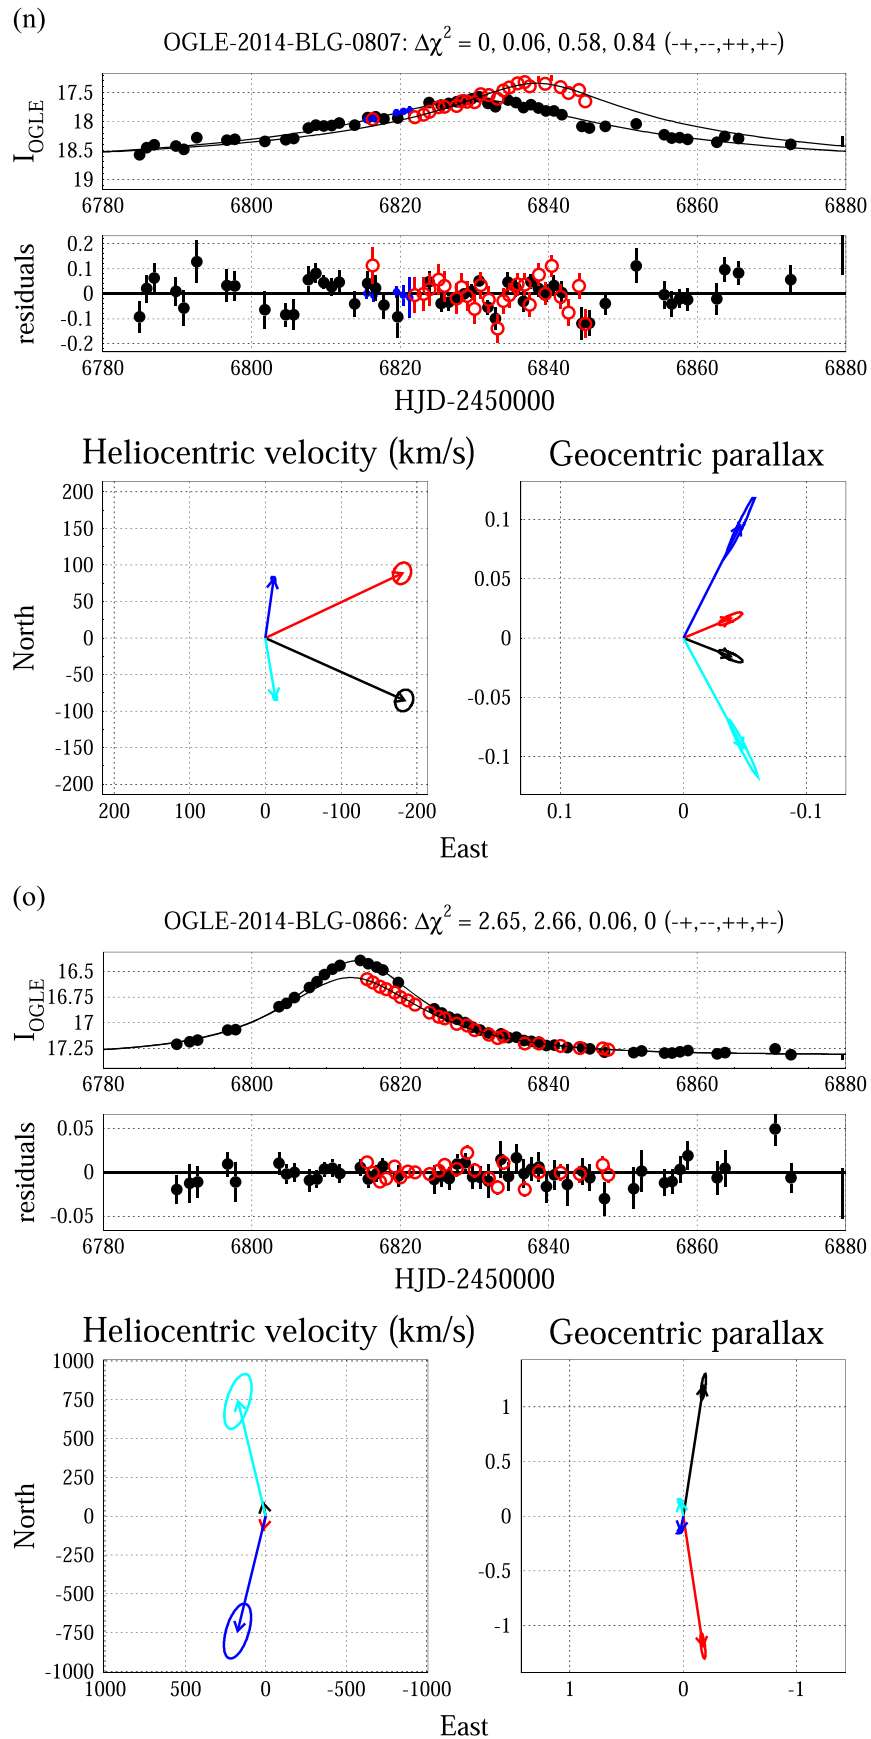 (n)
OGLE-2014-BLG-0807: Δχ² = 0, 0.06, 0.58, 0.84 (-+,--,++,+-)
I_OGLE
17.5
18
18.5
19
6780 6800 6820 6840 6860 6880
residuals
0.2
0.1
0
-0.1
-0.2
6780 6800 6820 6840 6860 6880
HJD-2450000
Heliocentric velocity (km/s) Geocentric parallax
North
200
150
100
50
0
-50
-100
-150
-200
200 100 0 -100 -200
0.1
0.05
0
-0.05
-0.1
0.1 0 -0.1
East
(o)
OGLE-2014-BLG-0866: Δχ² = 2.65, 2.66, 0.06, 0 (-+,--,++,+-)
I_OGLE
16.5
16.75
17
17.25
6780 6800 6820 6840 6860 6880
residuals
0.05
0
-0.05
6780 6800 6820 6840 6860 6880
HJD-2450000
Heliocentric velocity (km/s) Geocentric parallax
North
1000
750
500
250
0
-250
-500
-750
-1000
1000 500 0 -500 -1000
1
0.5
0
-0.5
-1
1 0 -1
East